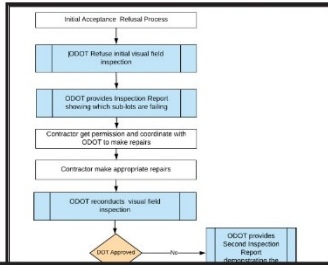 Initial Acceptance Refusal Process
ODOT Refuse initial visual field
inspection
ODOT provides Inspection Report
showing which sub-lots are failing
Contractor get permission and coordinate with
ODOT to make repairs
Contractor make appropriate repairs
ODOT reconducts visual field
inspection
DOT Approved
No
ODOT provides
Second Inspection
Report
demonstrating the